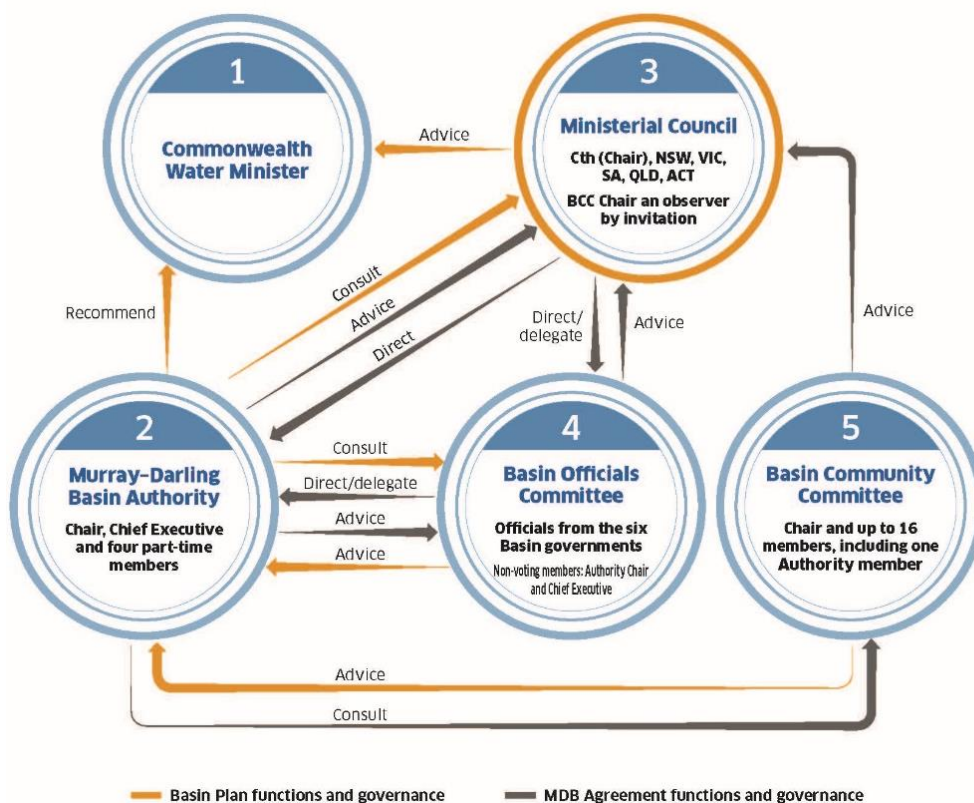 1
Commonwealth
Water Minister
Advice
3
Ministerial Council
Cth (Chair), NSW, VIC,
SA, QLD, ACT
BCC Chair an observer
by invitation
Recommend
Consult
Advice
Direct
Direct/
delegate
Advice
Advice
2
Murray–Darling
Basin Authority
Chair, Chief Executive
and four part-time
members
Consult
Direct/delegate
Advice
Advice
4
Basin Officials
Committee
Officials from the six
Basin governments
Non-voting members: Authority Chair
and Chief Executive
5
Basin Community
Committee
Chair and up to 16
members, including one
Authority member
Advice
Consult
Basin Plan functions and governance
MDB Agreement functions and governance